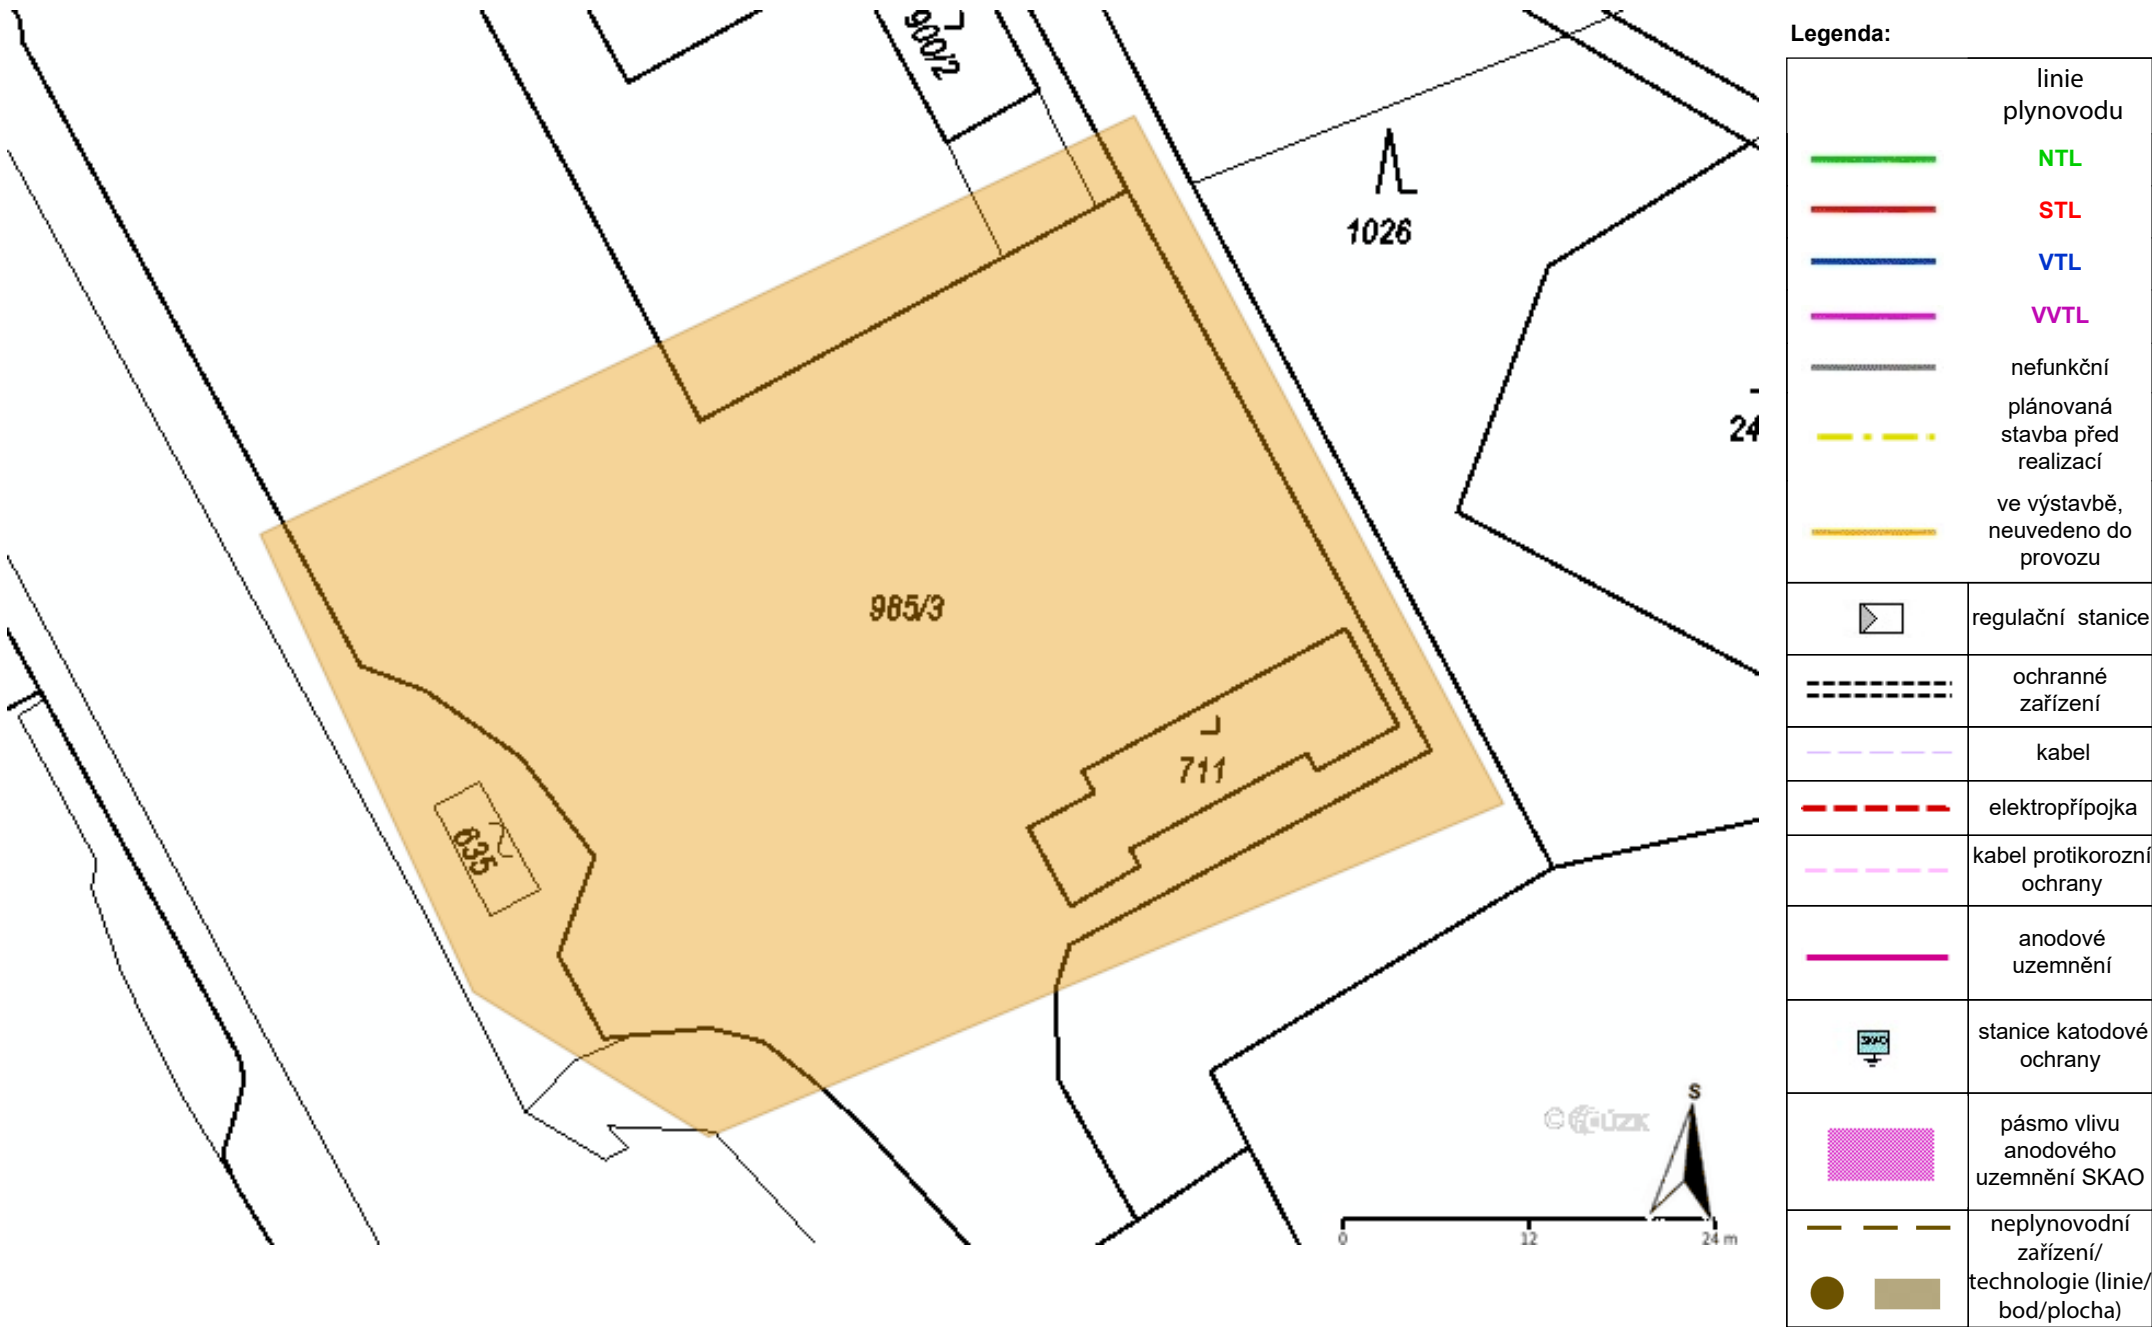 900/2
1026
24
985/3
711
635
© ČÚZK
S
0 12 24 m
Legenda:
linie
plynovodu
NTL
STL
VTL
VVTL
nefunkční
plánovaná
stavba před
realizací
ve výstavbě,
neuvedeno do
provozu
regulační stanice
ochranné
zařízení
kabel
elektropřípojka
kabel protikorozní
ochrany
anodové
uzemnění
SKAO
stanice katodové
ochrany
pásmo vlivu
anodového
uzemnění SKAO
neplynovodní
zařízení/
technologie (linie/
bod/plocha)